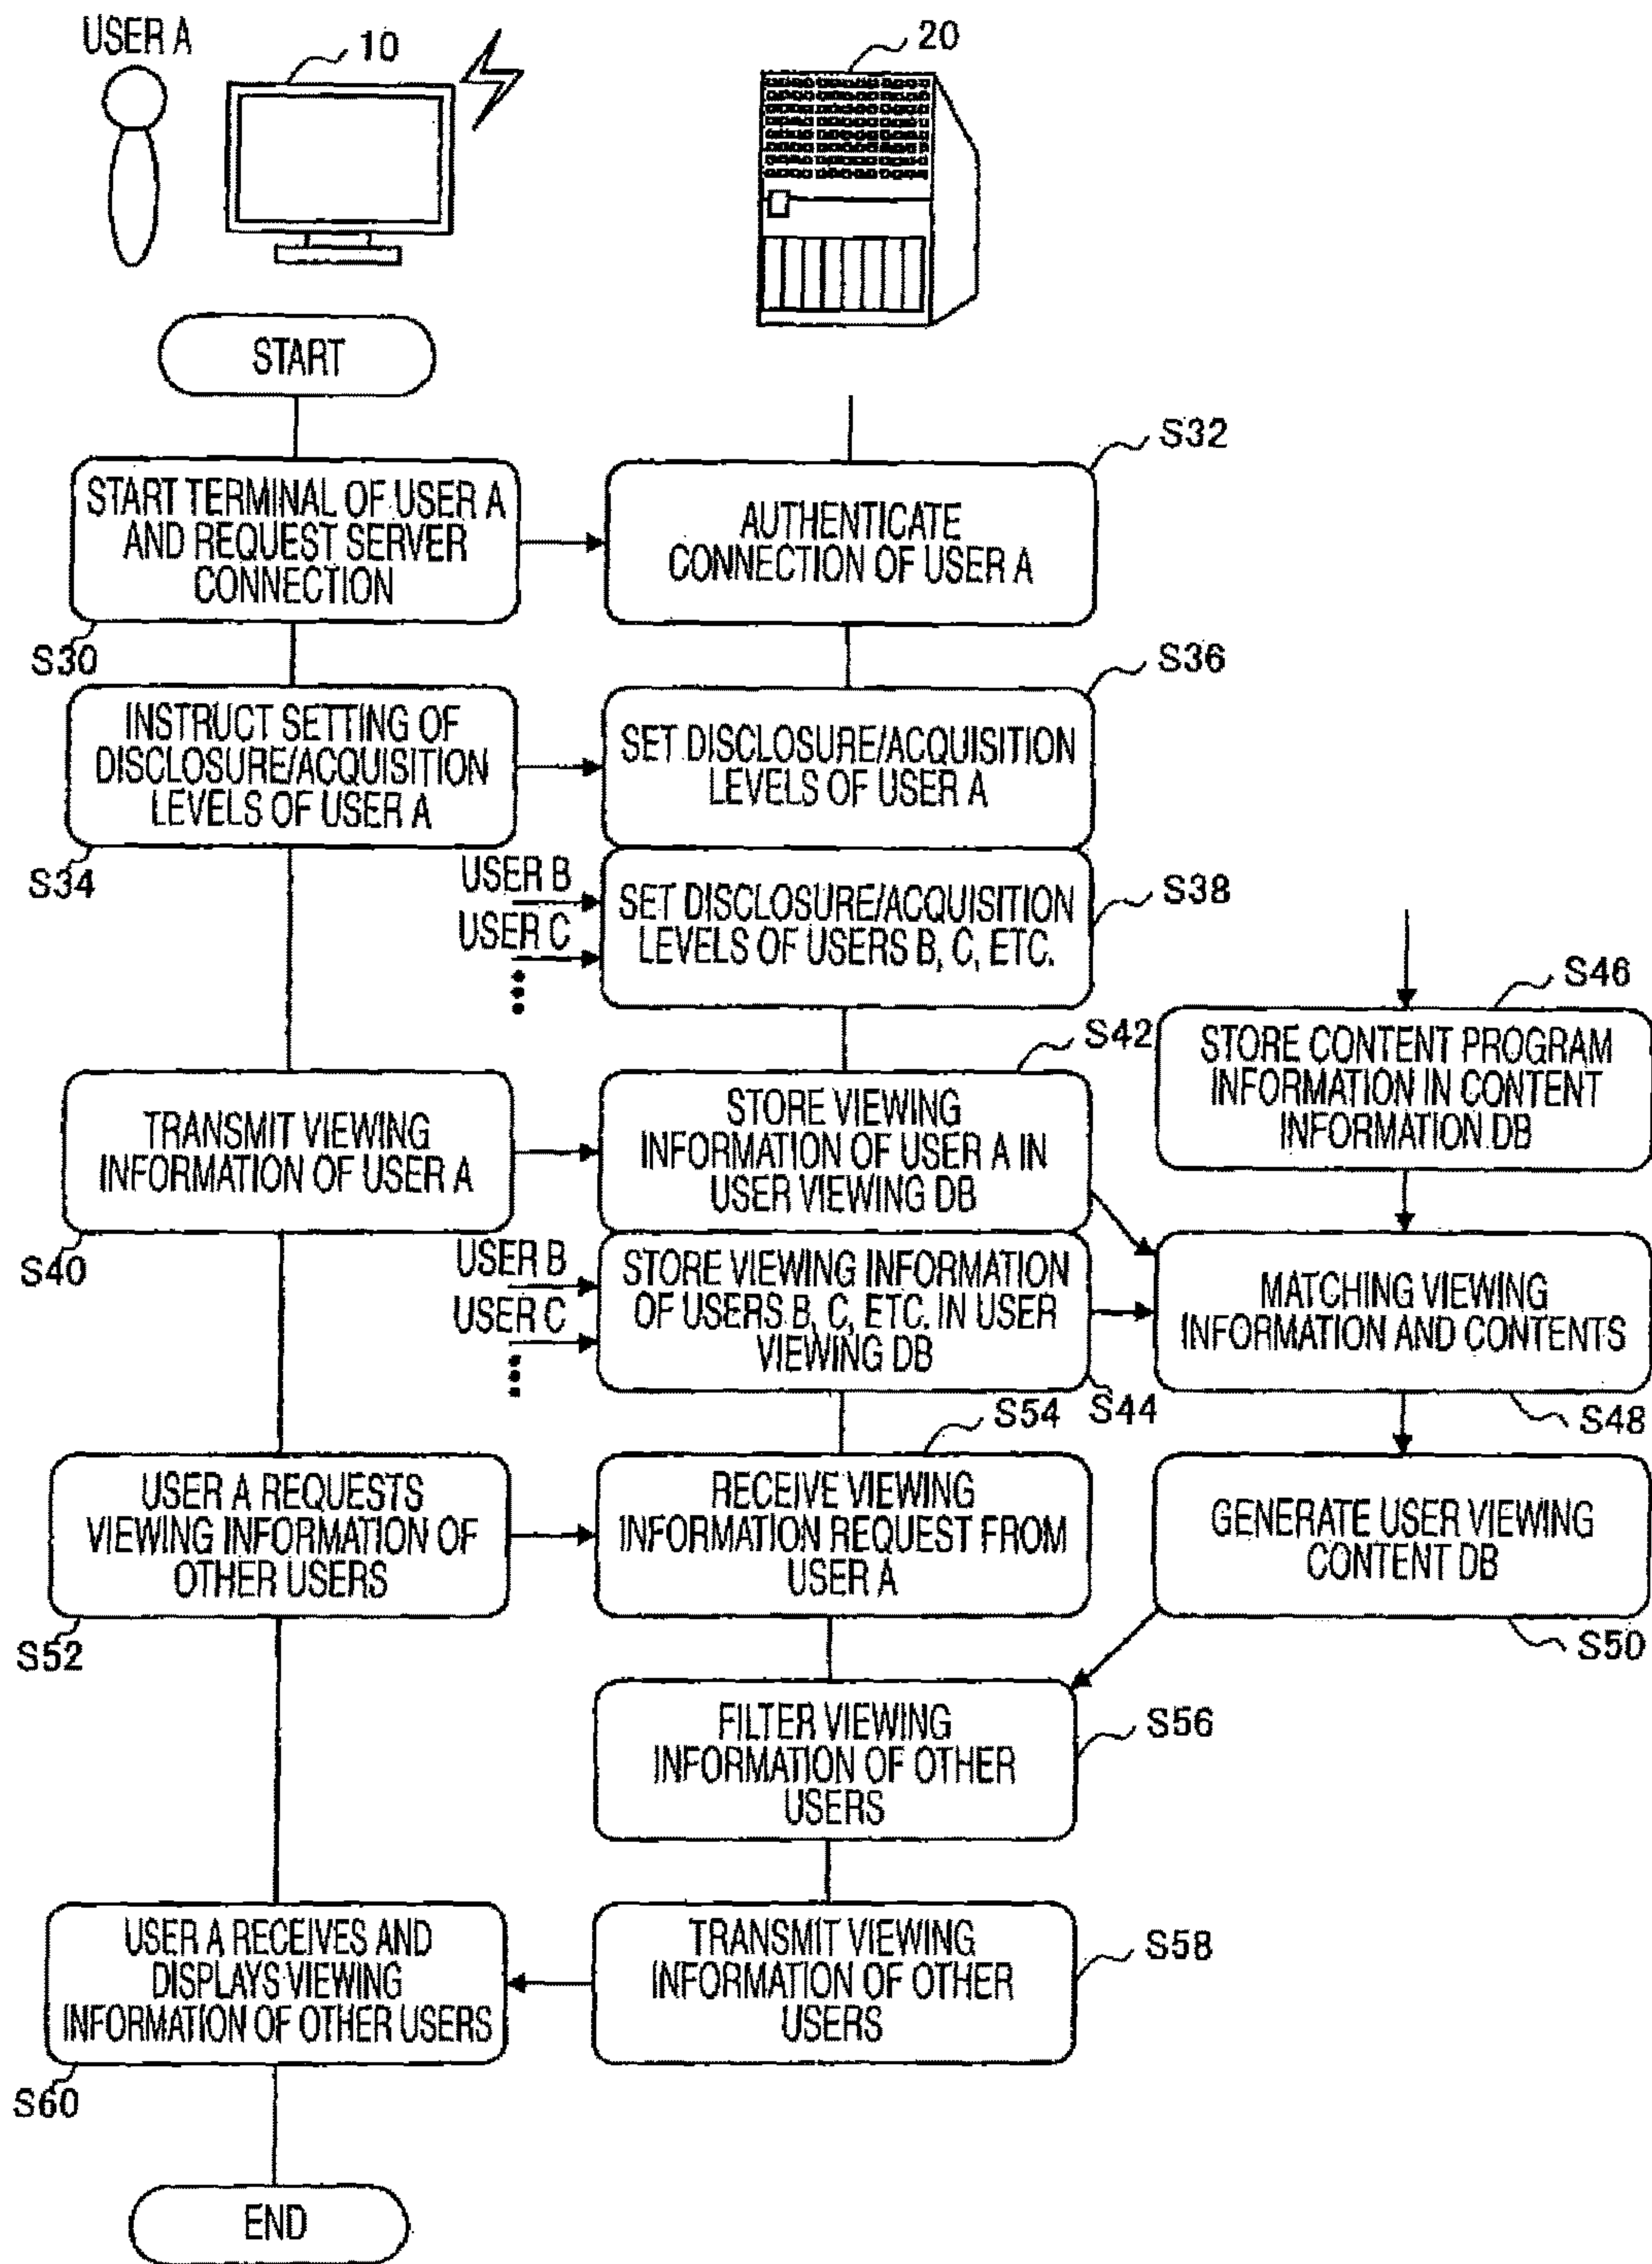 USER A
10
20
START
S32
START TERMINAL OF USER A
AND REQUEST SERVER
CONNECTION
AUTHENTICATE
CONNECTION OF USER A
S30
S36
INSTRUCT SETTING OF
DISCLOSURE/ACQUISITION
LEVELS OF USER A
SET DISCLOSURE/ACQUISITION
LEVELS OF USER A
S34
USER B
USER C
SET DISCLOSURE/ACQUISITION
LEVELS OF USERS B, C, ETC.
S38
S46
STORE CONTENT PROGRAM
INFORMATION IN CONTENT
INFORMATION DB
S42
TRANSMIT VIEWING
INFORMATION OF USER A
STORE VIEWING
INFORMATION OF USER A IN
USER VIEWING DB
S40
USER B
USER C
STORE VIEWING INFORMATION
OF USERS B, C, ETC. IN USER
VIEWING DB
MATCHING VIEWING
INFORMATION AND CONTENTS
S44
S48
S54
USER A REQUESTS
VIEWING INFORMATION OF
OTHER USERS
RECEIVE VIEWING
INFORMATION REQUEST FROM
USER A
GENERATE USER VIEWING
CONTENT DB
S52
S50
FILTER VIEWING
INFORMATION OF OTHER
USERS
S56
USER A RECEIVES AND
DISPLAYS VIEWING
INFORMATION OF OTHER USERS
TRANSMIT VIEWING
INFORMATION OF OTHER
USERS
S58
S60
END